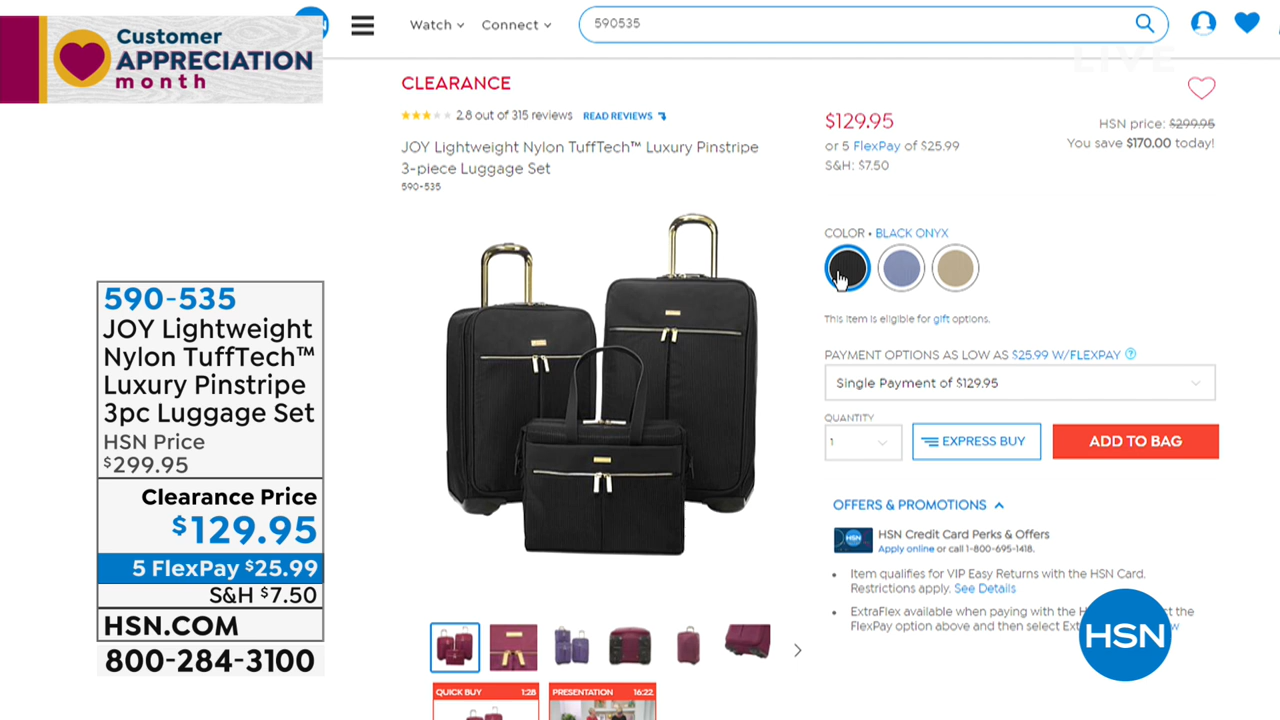 Customer
APPRECIATION
month
Watch
Connect
590535
LIVE
CLEARANCE
2.8 out of 315 reviews READ REVIEWS
JOY Lightweight Nylon TuffTech™ Luxury Pinstripe
3-piece Luggage Set
590-535
$129.95
or 5 FlexPay of $25.99
S&H: $7.50
HSN price: $299.95
You save $170.00 today!
COLOR • BLACK ONYX
This item is eligible for gift options.
PAYMENT OPTIONS AS LOW AS $25.99 W/FLEXPAY ?
Single Payment of $129.95
QUANTITY
1
EXPRESS BUY
ADD TO BAG
OFFERS & PROMOTIONS
HSN
HSN Credit Card Perks & Offers
Apply online or call 1-800-695-1418.
• Item qualifies for VIP Easy Returns with the HSN Card.
Restrictions apply. See Details
• ExtraFlex available when paying with the
FlexPay option above and then select
HSN
590-535
JOY Lightweight
Nylon TuffTech™
Luxury Pinstripe
3pc Luggage Set
HSN Price
$299.95
Clearance Price
$129.95
5 FlexPay $25.99
S&H $7.50
HSN.COM
800-284-3100
QUICK BUY 1:28
PRESENTATION 16:22